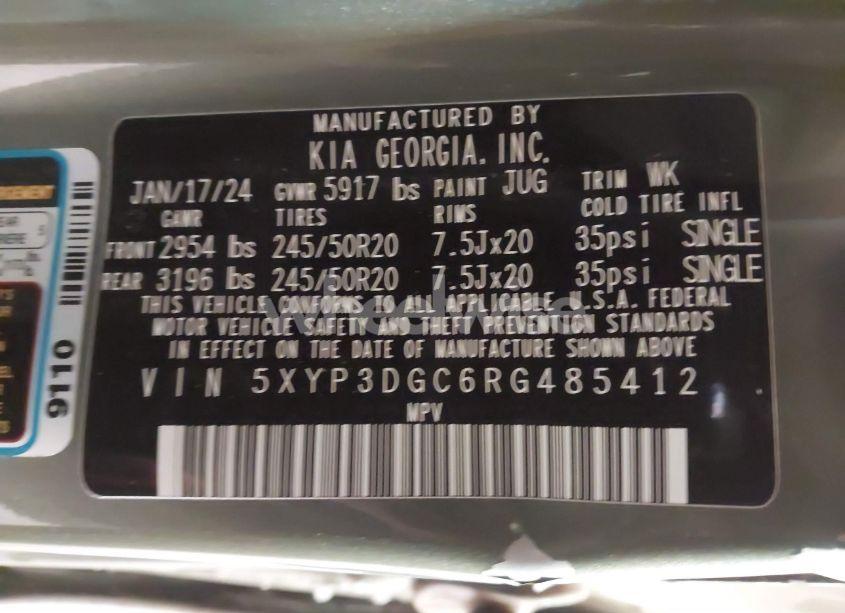 MANUFACTURED BY
KIA GEORGIA. INC.
JAN/17/24 GVWR 5917 lbs PAINT JUG TRIM WK
GAWR TIRES RIMS COLD TIRE INFL
FRONT 2954 lbs 245/50R20 7.5Jx20 35psi SINGLE
REAR 3196 lbs 245/50R20 7.5Jx20 35psi SINGLE
THIS VEHICLE CONFORMS TO ALL APPLICABLE U.S.A. FEDERAL
MOTOR VEHICLE SAFETY AND THEFT PREVENTION STANDARDS
IN EFFECT ON THE DATE OF MANUFACTURE SHOWN ABOVE
VIN 5XYP3DGC6RG485412
MPV
9110